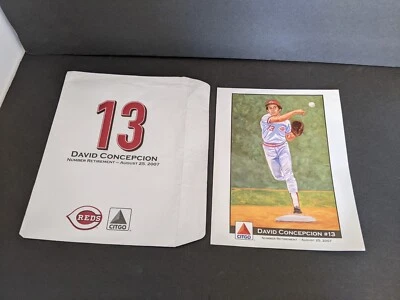 13
DAVID CONCEPCION
NUMBER RETIREMENT – AUGUST 25, 2007
REDS
CITGO
CITGO
DAVID CONCEPCION #13
NUMBER RETIREMENT - AUGUST 25, 2007